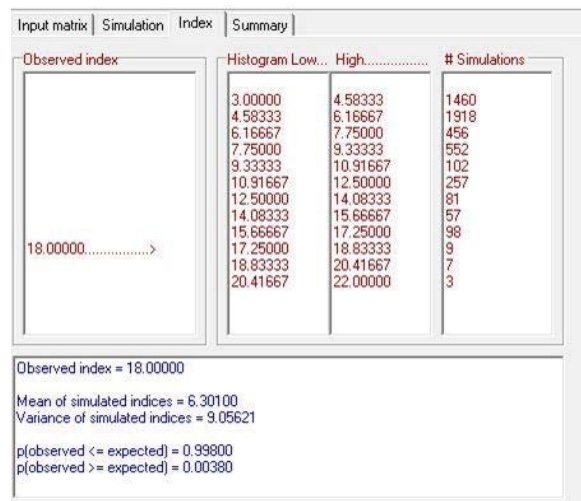 Input matrix Simulation Index Summary
Observed index Histogram Low... High................ # Simulations
3.00000 4.58333 1460
4.58333 6.16667 1918
6.16667 7.75000 456
7.75000 9.33333 552
9.33333 10.91667 102
10.91667 12.50000 257
12.50000 14.08333 81
14.08333 15.66667 57
15.66667 17.25000 98
18.00000................> 17.25000 18.83333 9
18.83333 20.41667 7
20.41667 22.00000 3
Observed index = 18.00000
Mean of simulated indices = 6.30100
Variance of simulated indices = 9.05621
p(observed <= expected) = 0.99800
p(observed >= expected) = 0.00380